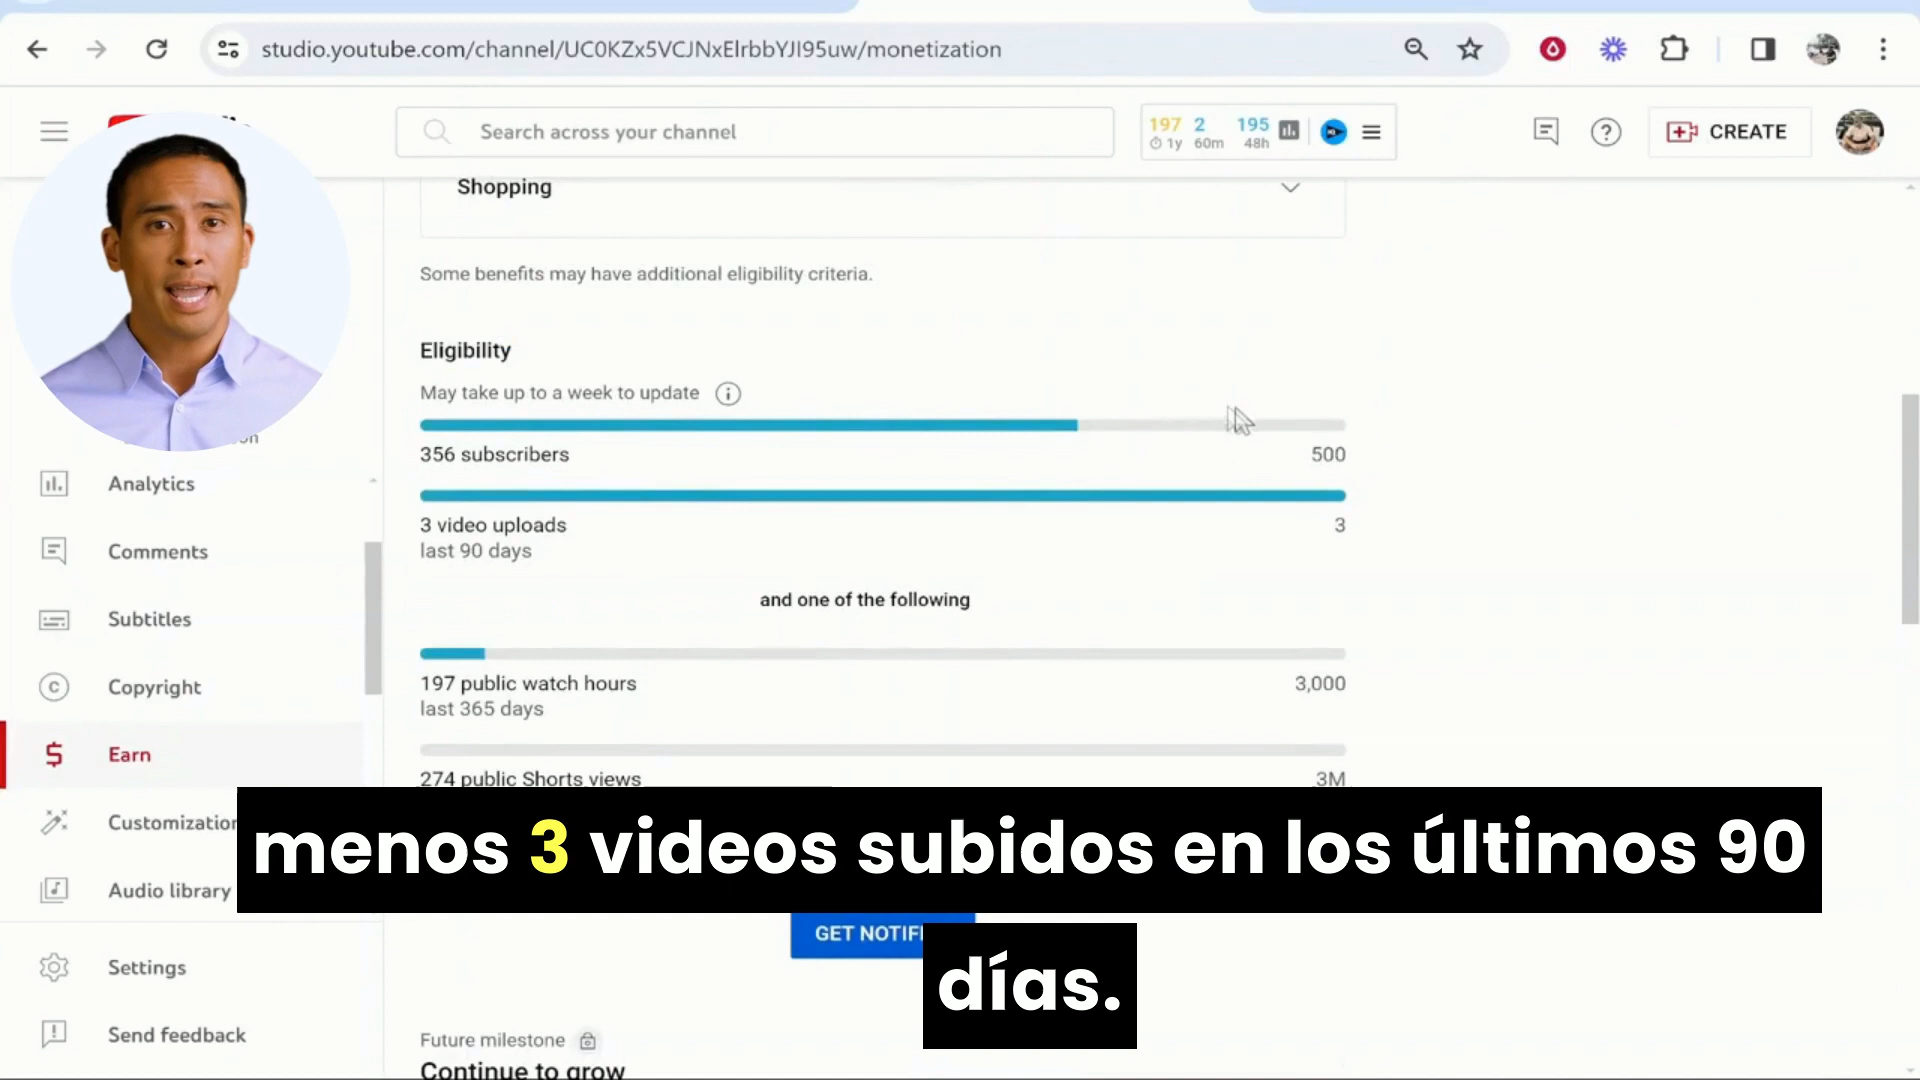 studio.youtube.com/channel/UC0KZx5VCJNxElrbbYJI95uw/monetization
Search across your channel
197 2 195
1y 60m 48h
CREATE
Shopping
Some benefits may have additional eligibility criteria.
Eligibility
May take up to a week to update
356 subscribers 500
3 video uploads 3
last 90 days
and one of the following
197 public watch hours 3,000
last 365 days
274 public Shorts views 3M
Analytics
Comments
Subtitles
Copyright
Earn
Customization
Audio library
Settings
Send feedback
menos 3 videos subidos en los últimos 90
días.
GET NOTIF
Future milestone
Continue to grow